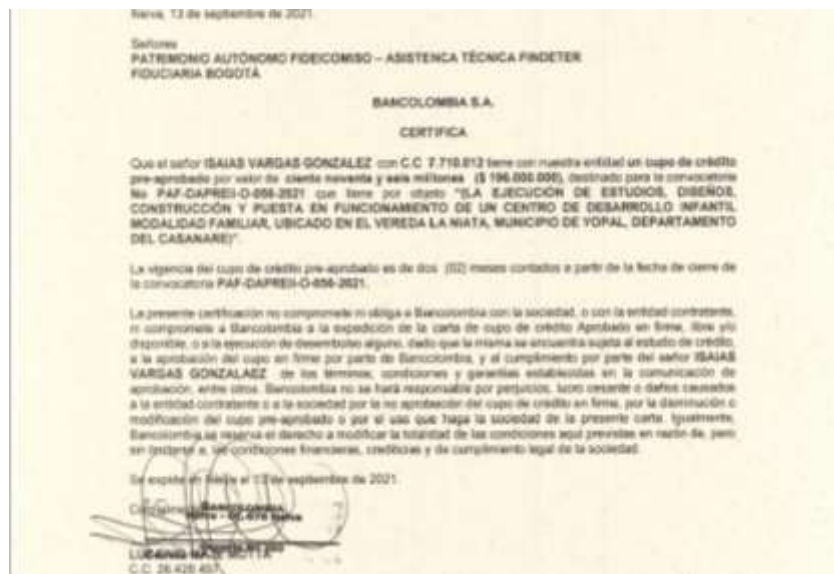 Neiva, 13 de septiembre de 2021.
Señores
PATRIMONIO AUTÓNOMO FIDEICOMISO – ASISTENCA TÉCNICA FINDETER
FIDUCIARIA BOGOTÁ
BANCOLOMBIA S.A.
CERTIFICA
Que el señor ISAIAS VARGAS GONZALEZ con C.C 7.710.012 tiene con nuestra entidad un cupo de crédito
pre-aprobado por valor de ciento noventa y seis millones ($ 196.000.000), destinado para la convocatoria
No PAF-DAPREII-O-056-2021 que tiene por objeto "(LA EJECUCIÓN DE ESTUDIOS, DISEÑOS,
CONSTRUCCIÓN Y PUESTA EN FUNCIONAMIENTO DE UN CENTRO DE DESARROLLO INFANTIL
MODALIDAD FAMILIAR, UBICADO EN EL VEREDA LA NIATA, MUNICIPIO DE YOPAL, DEPARTAMENTO
DEL CASANARE)".
La vigencia del cupo de crédito pre-aprobado es de dos (02) meses contados a partir de la fecha de cierre de
la convocatoria PAF-DAPREII-O-056-2021.
La presente certificación no compromete ni obliga a Bancolombia con la sociedad, o con la entidad contratante,
ni compromete a Bancolombia a la expedición de la carta de cupo de crédito Aprobado en firme, libre y/o
disponible, o a la ejecución de desembolso alguno, dado que la misma se encuentra sujeta al estudio de crédito,
a la aprobación del cupo en firme por parte de Bancolombia, y al cumplimiento por parte del señor ISAIAS
VARGAS GONZALAEZ de los términos, condiciones y garantías establecidas en la comunicación de
aprobación, entre otros. Bancolombia no se hará responsable por perjuicios, lucro cesante o daños causados
a la entidad contratante o a la sociedad por la no aprobación del cupo de crédito en firme, por la disminución o
modificación del cupo pre-aprobado o por el uso que haga la sociedad de la presente carta. Igualmente,
Bancolombia se reserva el derecho a modificar la totalidad de las condiciones aquí previstas en razón de, pero
sin limitarse a, las condiciones financieras, crediticias y de cumplimiento legal de la sociedad.
Se expide en Neiva el 13 de septiembre de 2021.
Bancolombia
Neiva
C.C. 26.428.457